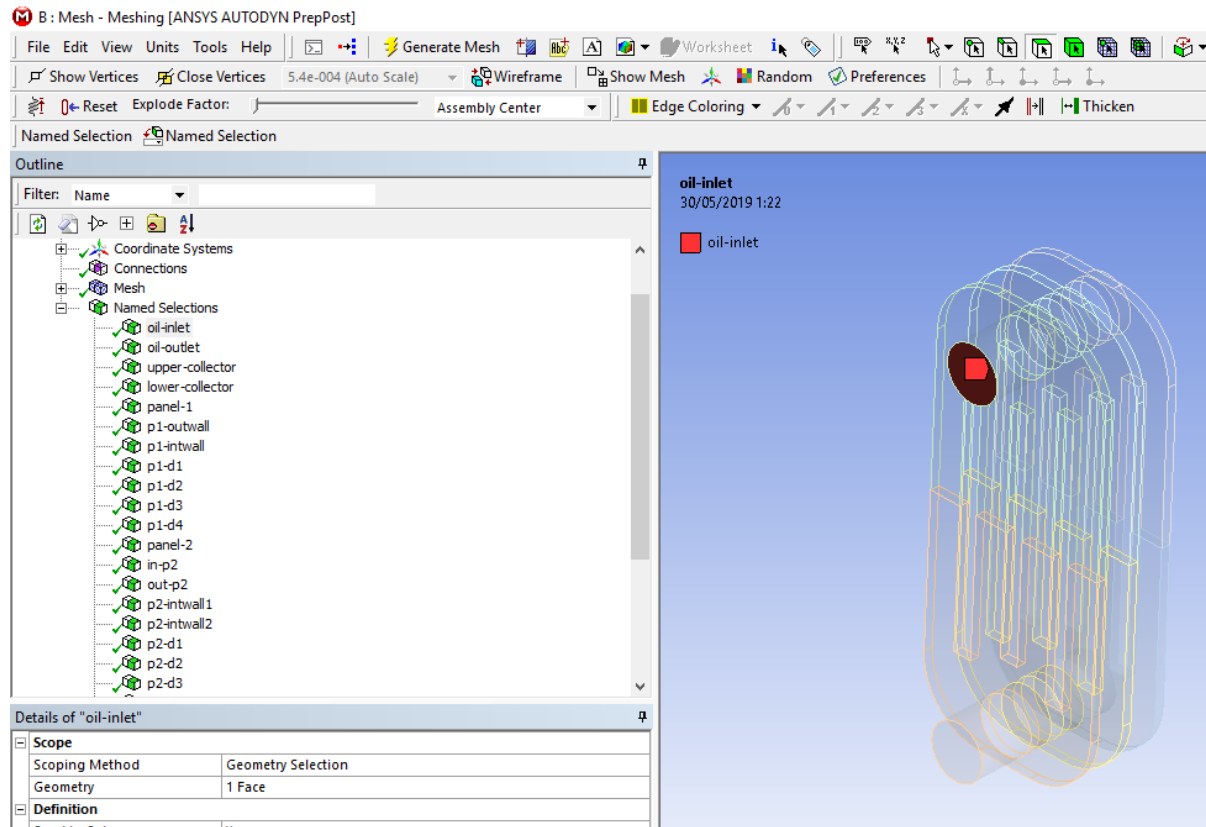 B : Mesh - Meshing [ANSYS AUTODYN PrepPost]
File Edit View Units Tools Help Generate Mesh Worksheet
Show Vertices Close Vertices 5.4e-004 (Auto Scale) Wireframe Show Mesh Random Preferences
Reset Explode Factor: Assembly Center Edge Coloring Thicken
Named Selection Named Selection
Outline
Filter: Name
Coordinate Systems
Connections
Mesh
Named Selections
oil-inlet
oil-outlet
upper-collector
lower-collector
panel-1
p1-outwall
p1-intwall
p1-d1
p1-d2
p1-d3
p1-d4
panel-2
in-p2
out-p2
p2-intwall1
p2-intwall2
p2-d1
p2-d2
p2-d3
Details of "oil-inlet"
Scope
Scoping Method Geometry Selection
Geometry 1 Face
Definition
oil-inlet
30/05/2019 1:22
oil-inlet